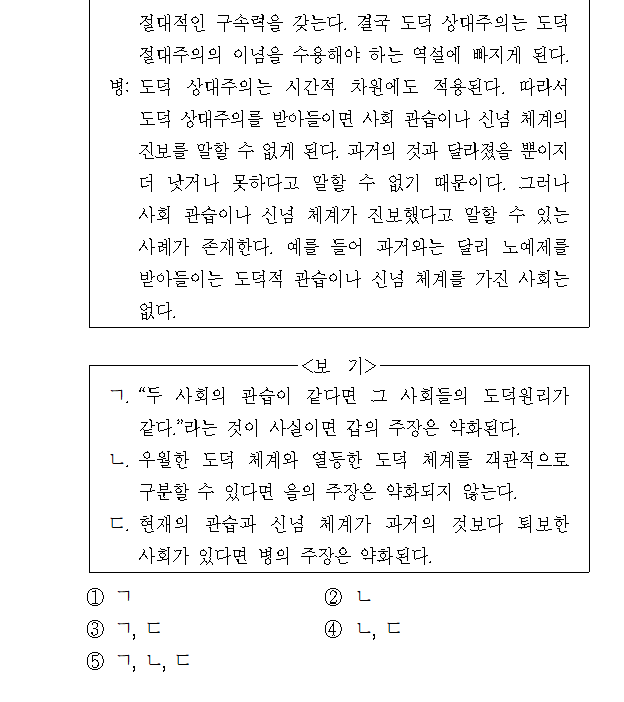 절대적인 구속력을 갖는다. 결국 도덕 상대주의는 도덕
절대주의의 이념을 수용해야 하는 역설에 빠지게 된다.
병: 도덕 상대주의는 시간적 차원에도 적용된다. 따라서
도덕 상대주의를 받아들이면 사회 관습이나 신념 체계의
진보를 말할 수 없게 된다. 과거의 것과 달라졌을 뿐이지
더 낫거나 못하다고 말할 수 없기 때문이다. 그러나
사회 관습이나 신념 체계가 진보했다고 말할 수 있는
사례가 존재한다. 예를 들어 과거와는 달리 노예제를
받아들이는 도덕적 관습이나 신념 체계를 가진 사회는
없다.
<보 기>
ㄱ. “두 사회의 관습이 같다면 그 사회들의 도덕원리가
같다.”라는 것이 사실이면 갑의 주장은 약화된다.
ㄴ. 우월한 도덕 체계와 열등한 도덕 체계를 객관적으로
구분할 수 있다면 을의 주장은 약화되지 않는다.
ㄷ. 현재의 관습과 신념 체계가 과거의 것보다 퇴보한
사회가 있다면 병의 주장은 약화된다.
① ㄱ ② ㄴ
③ ㄱ, ㄷ ④ ㄴ, ㄷ
⑤ ㄱ, ㄴ, ㄷ